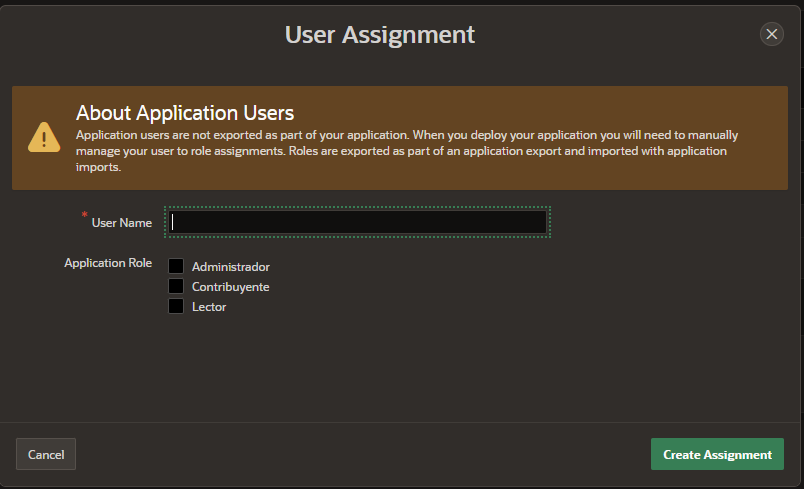 User Assignment
About Application Users
Application users are not exported as part of your application. When you deploy your application you will need to manually
manage your user to role assignments. Roles are exported as part of an application export and imported with application
imports.
* User Name
Application Role
Administrador
Contribuyente
Lector
Cancel
Create Assignment